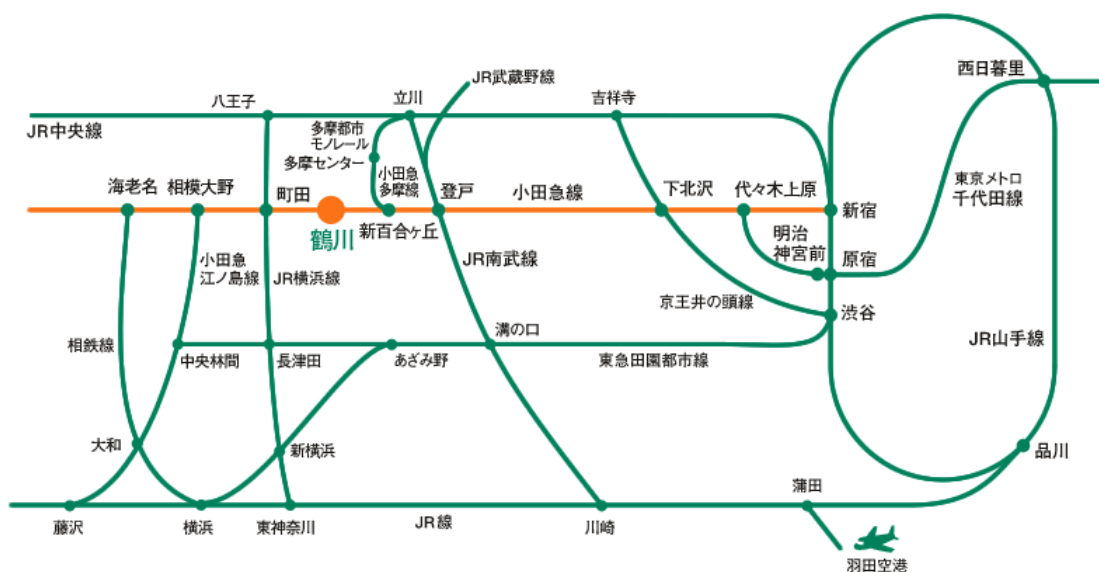 西日暮里
JR武蔵野線
八王子
立川
吉祥寺
JR中央線
多摩都市
モノレール
多摩センター
小田急
多摩線
海老名
相模大野
町田
登戸
小田急線
下北沢
代々木上原
東京メトロ
千代田線
新宿
鶴川
新百合ヶ丘
明治
神宮前
原宿
小田急
江ノ島線
JR横浜線
JR南武線
京王井の頭線
渋谷
溝の口
JR山手線
相鉄線
中央林間
長津田
あざみ野
東急田園都市線
大和
新横浜
品川
蒲田
藤沢
横浜
東神奈川
JR線
川崎
羽田空港